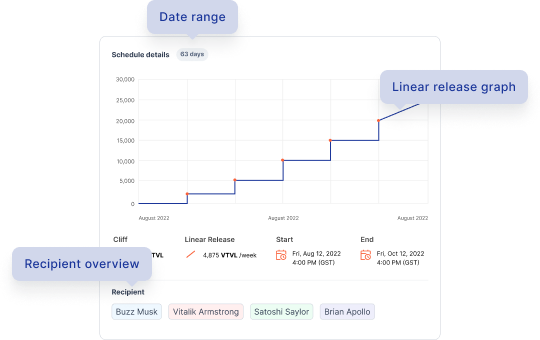 Date range
Schedule details 63 days
30,000
Linear release graph
25,000
20,000
15,000
10,000
5,000
0
August 2022 August 2022 August 2022
Cliff Linear Release Start End
VTVL 4,875 VTVL /week Fri, Aug 12, 2022 Fri, Oct 12, 2022
4:00 PM (GST) 4:00 PM (GST)
Recipient overview
Recipient
Buzz Musk Vitalik Armstrong Satoshi Saylor Brian Apollo